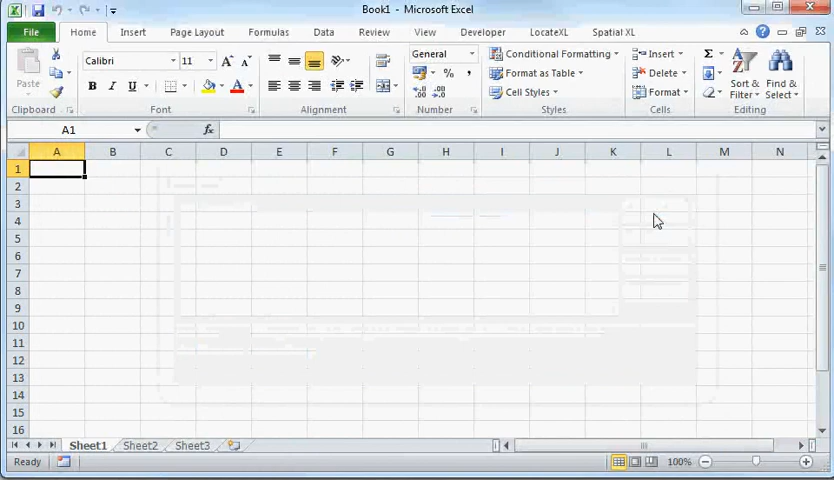 Book1 - Microsoft Excel
File Home Insert Page Layout Formulas Data Review View Developer LocateXL Spatial XL
Paste Calibri 11 A A General Conditional Formatting Insert Σ
B I U A $ % , Format as Table Delete Sort & Filter Find & Select
.0 .00 Cell Styles Format
Clipboard Font Alignment Number Styles Cells Editing
A1 fx
A B C D E F G H I J K L M N
1
2
3
4
5
6
7
8
9
10
11
12
13
14
15
16
Sheet1 Sheet2 Sheet3
Ready 100%